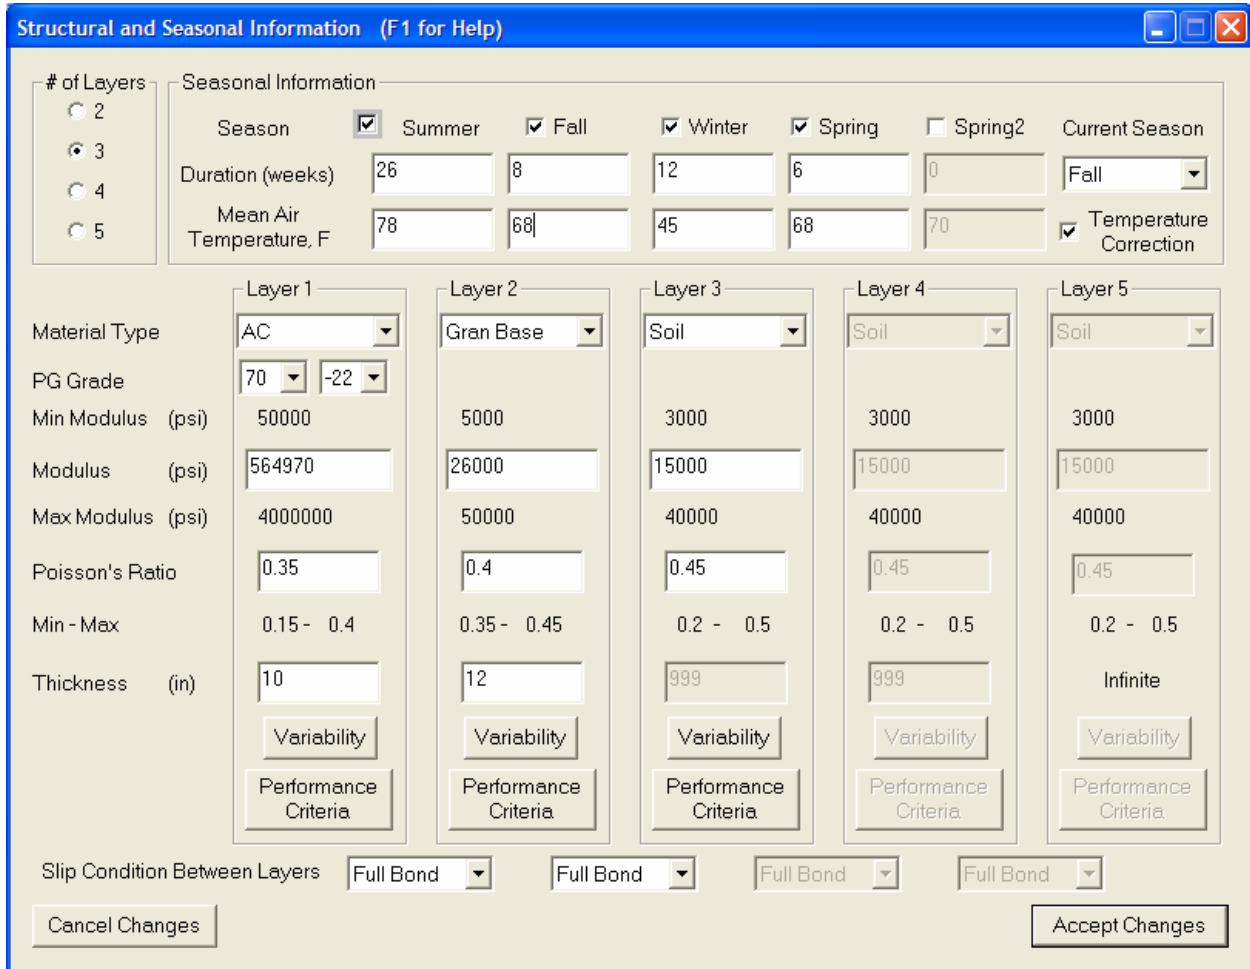 Structural and Seasonal Information (F1 for Help)
# of Layers
2
3
4
5
Seasonal Information
Season Summer Fall Winter Spring Spring2 Current Season
Duration (weeks) 26 8 12 6 0 Fall
Mean Air
Temperature, F 78 68 45 68 70 Temperature
Correction
Layer 1 Layer 2 Layer 3 Layer 4 Layer 5
Material Type AC Gran Base Soil Soil Soil
PG Grade 70 -22
Min Modulus (psi) 50000 5000 3000 3000 3000
Modulus (psi) 564970 26000 15000 15000 15000
Max Modulus (psi) 4000000 50000 40000 40000 40000
Poisson's Ratio 0.35 0.4 0.45 0.45 0.45
Min - Max 0.15 - 0.4 0.35 - 0.45 0.2 - 0.5 0.2 - 0.5 0.2 - 0.5
Thickness (in) 10 12 999 999 Infinite
Variability Variability Variability Variability Variability
Performance Performance Performance Performance Performance
Criteria Criteria Criteria Criteria Criteria
Slip Condition Between Layers Full Bond Full Bond Full Bond Full Bond
Cancel Changes Accept Changes